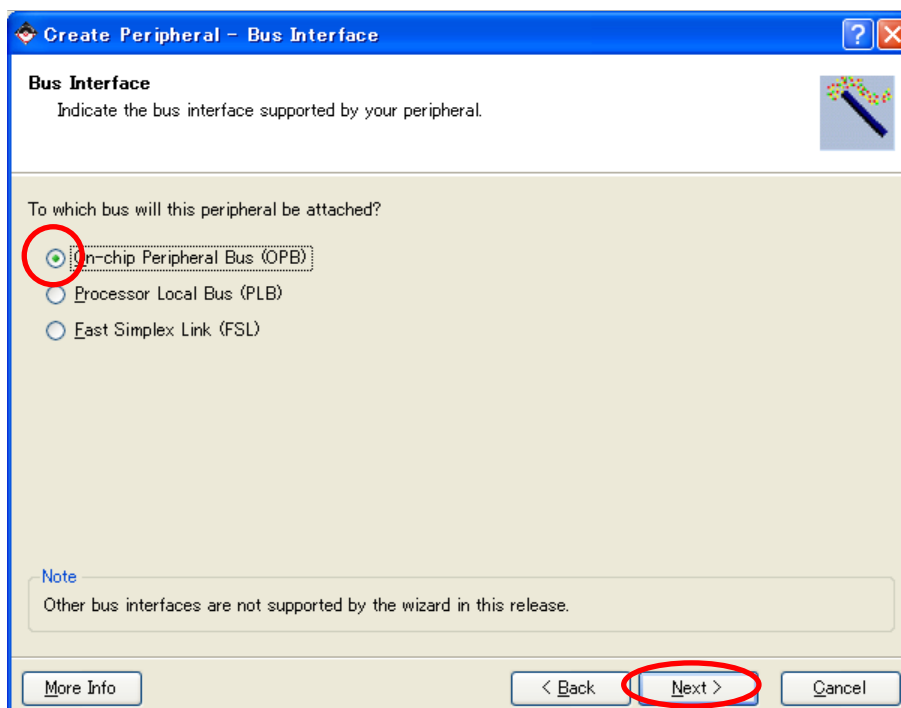 Create Peripheral - Bus Interface
Bus Interface
Indicate the bus interface supported by your peripheral.
To which bus will this peripheral be attached?
On-chip Peripheral Bus (OPB)
Processor Local Bus (PLB)
Fast Simplex Link (FSL)
Note
Other bus interfaces are not supported by the wizard in this release.
More Info
< Back
Next >
Cancel